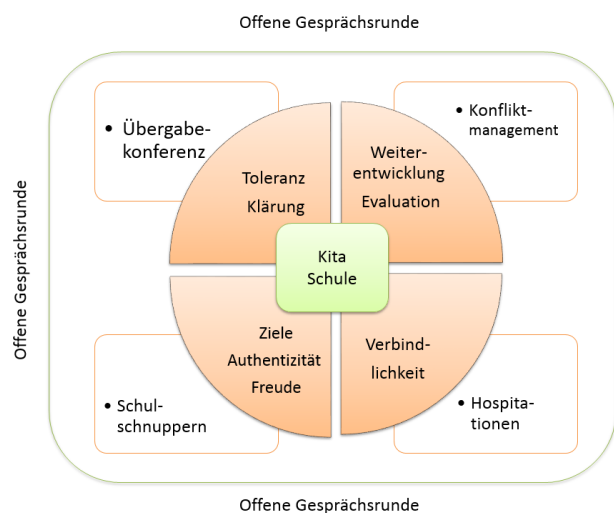 Offene Gesprächsrunde
• Übergabe-
konferenz
• Konflikt-
management
Toleranz
Klärung
Weiter-
entwicklung
Evaluation
Kita
Schule
Offene Gesprächsrunde
Ziele
Authentizität
Freude
Verbind-
lichkeit
• Schul-
schnuppern
• Hospita-
tionen
Offene Gesprächsrunde